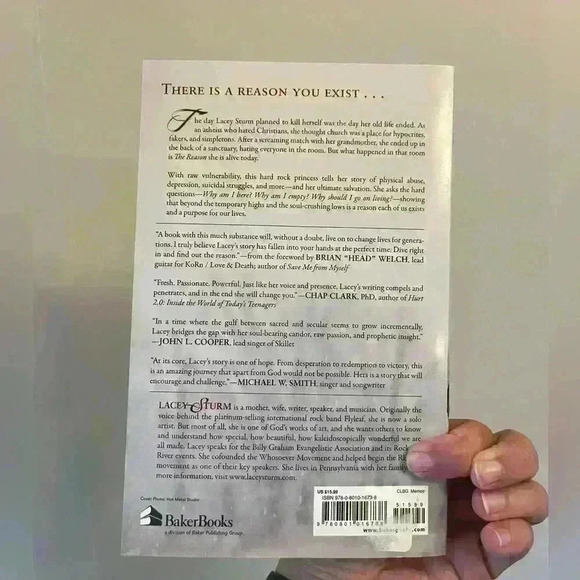 THERE IS A REASON YOU EXIST . . .
The day Lacey Sturm planned to kill herself was the day her old life ended. As
an atheist who hated Christians, she thought church was a place for hypocrites,
fakers, and simpletons. After a screaming match with her grandmother, she ended up in
the back of a sanctuary, hating everyone in the room. But what happened in that room
is The Reason she is alive today.
With raw vulnerability, this hard rock princess tells her story of physical abuse,
depression, suicidal struggles, and more—and her ultimate salvation. She asks the hard
questions—Why am I here? Why am I empty? Why should I go on living?—showing
that beyond the temporary highs and the soul-crushing lows is a reason each of us exists
and a purpose for our lives.
"A book with this much substance will, without a doubt, live on to change lives for genera-
tions. I truly believe Lacey's story has fallen into your hands at the perfect time. Dive right
in and find out the reason."—from the foreword by BRIAN "HEAD" WELCH, lead
guitar for KoRn / Love & Death; author of Save Me from Myself
"Fresh. Passionate. Powerful. Just like her voice and presence. Lacey's writing compels and
penetrates, and in the end she will change you."—CHAP CLARK, PhD, author of Hurt
2.0: Inside the World of Today's Teenagers
"In a time where the gulf between sacred and secular seems to grow incrementally,
Lacey bridges the gap with her soul-bearing candor, raw passion, and prophetic insight."
—JOHN L. COOPER, lead singer of Skillet
"At its core, Lacey's story is one of hope. From desperation to redemption to victory, this
is an amazing journey that apart from God would not be possible. Hers is a story that will
encourage and challenge."—MICHAEL W. SMITH, singer and songwriter
LACEY STURM is a mother, wife, writer, speaker, and musician. Originally the
voice behind the platinum-selling international rock band Flyleaf, she is now a solo
artist. But most of all, she is one of God's works of art, and she wants others to know
and understand how special, how beautiful, how kaleidoscopically wonderful we are
all made. Lacey speaks for the Billy Graham Evangelistic Association and its Rock
River events. She cofounded the Whosoever Movement and helped begin the
movement as one of their key speakers. She lives in Pennsylvania with her family.
more information, visit www.laceysturm.com.
Cover Photo: Hot Metal Studio
US $15.99
CLBG: Memoir
ISBN 978-0-8010-1673-8
5 1 5 9 9
BakerBooks
a division of Baker Publishing Group